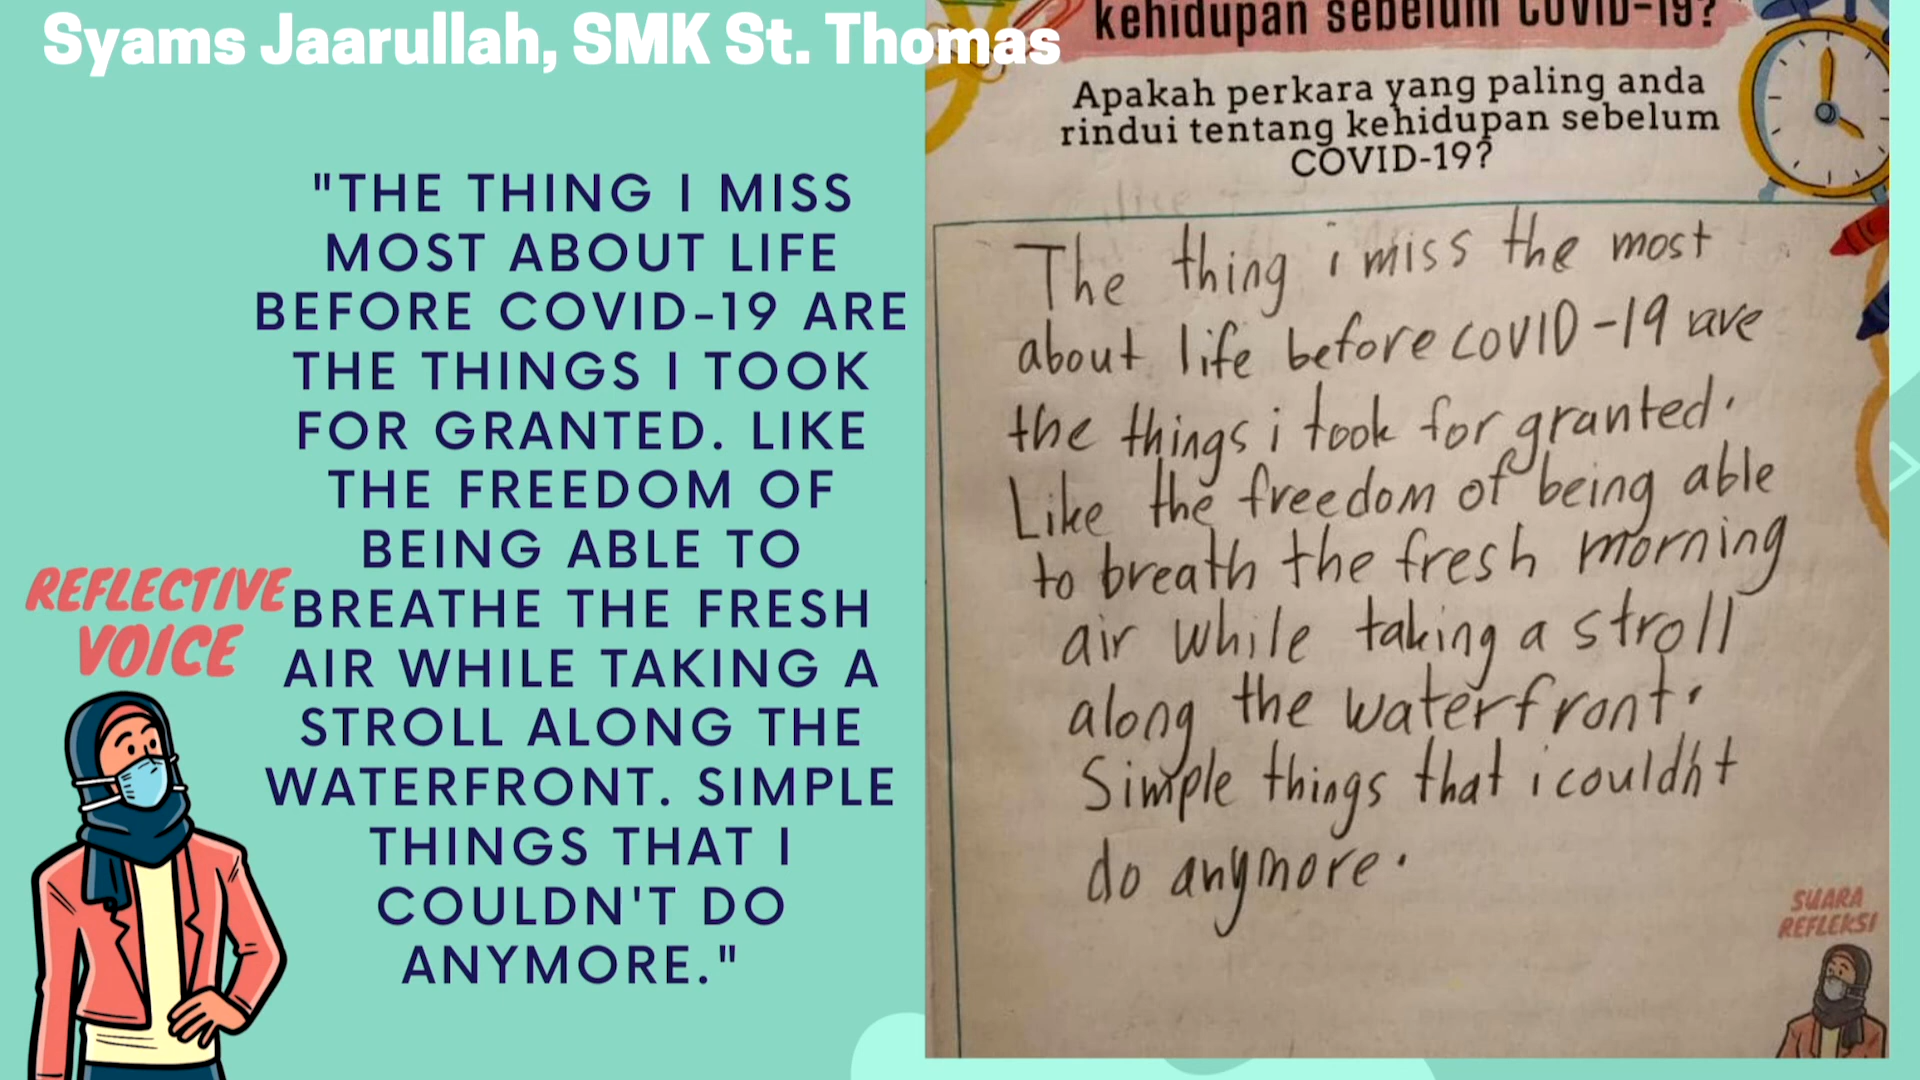 Syams Jaarullah, SMK St. Thomas
"THE THING I MISS
MOST ABOUT LIFE
BEFORE COVID-19 ARE
THE THINGS I TOOK
FOR GRANTED. LIKE
THE FREEDOM OF
BEING ABLE TO
BREATHE THE FRESH
AIR WHILE TAKING A
STROLL ALONG THE
WATERFRONT. SIMPLE
THINGS THAT I
COULDN'T DO
ANYMORE."
REFLECTIVE
VOICE
kehidupan sebelum COVID-19?
Apakah perkara yang paling anda
rindui tentang kehidupan sebelum
COVID-19?
The thing i miss the most
about life before COVID-19 are
the things i took for granted.
Like the freedom of being able
to breath the fresh morning
air while taking a stroll
along the waterfront.
Simple things that i couldn't
do anymore.
SUARA
REFLEKSI